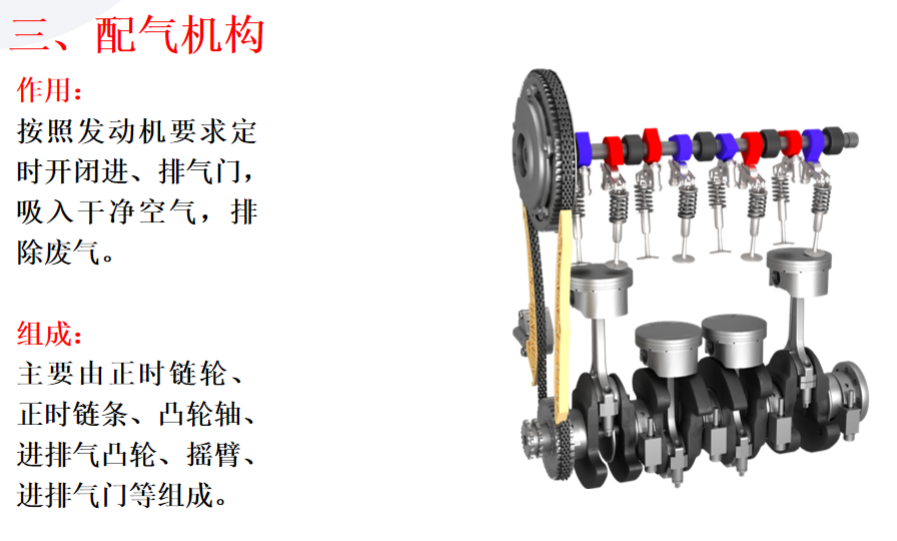 三、配气机构
作用：
按照发动机要求定
时开闭进、排气门，
吸入干净空气，排
除废气。
组成：
主要由正时链轮、
正时链条、凸轮轴、
进排气凸轮、摇臂、
进排气门等组成。